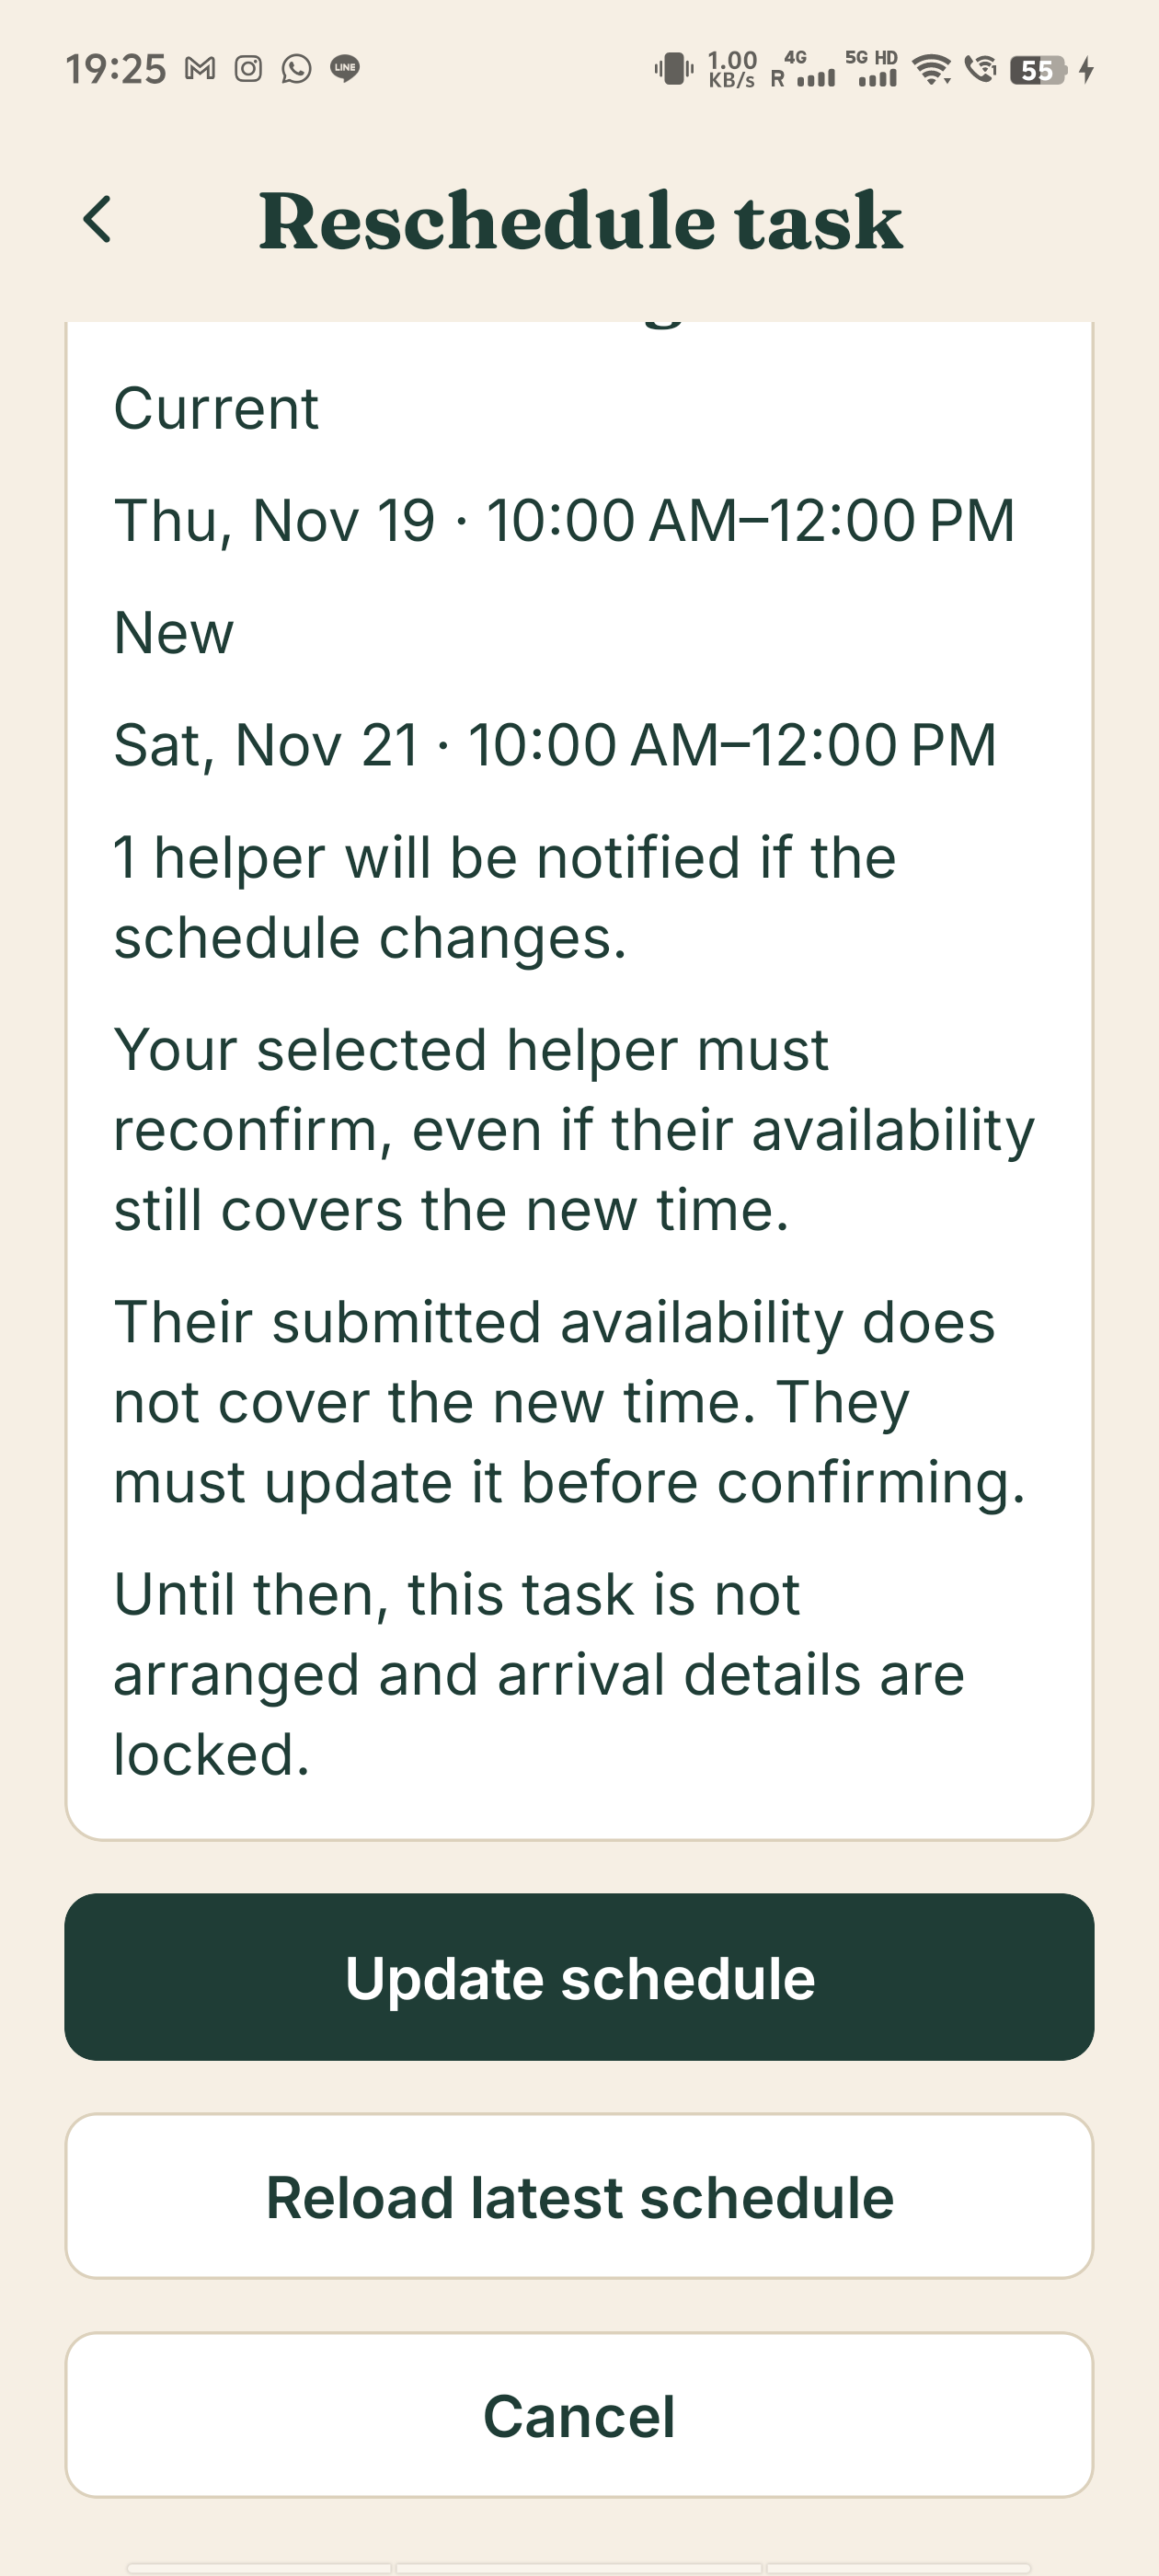 19:25
LINE
1.00
KB/s
R
4G
5G HD
55
Reschedule task
Current
Thu, Nov 19 · 10:00 AM–12:00 PM
New
Sat, Nov 21 · 10:00 AM–12:00 PM
1 helper will be notified if the
schedule changes.
Your selected helper must
reconfirm, even if their availability
still covers the new time.
Their submitted availability does
not cover the new time. They
must update it before confirming.
Until then, this task is not
arranged and arrival details are
locked.
Update schedule
Reload latest schedule
Cancel